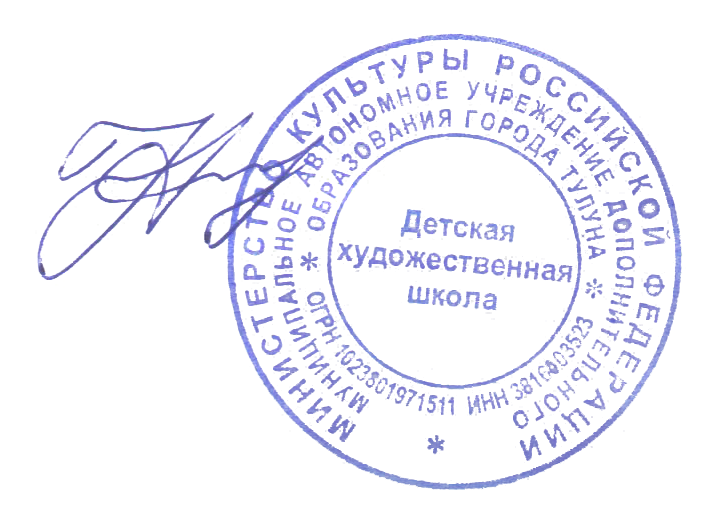 МИНИСТЕРСТВО КУЛЬТУРЫ РОССИЙСКОЙ ФЕДЕРАЦИИ *
МУНИЦИПАЛЬНОЕ АВТОНОМНОЕ УЧРЕЖДЕНИЕ ДОПОЛНИТЕЛЬНОГО
* ОБРАЗОВАНИЯ ГОРОДА ТУЛУНА *
ОГРН 1023801971511 ИНН 3816003523
Детская
художественная
школа